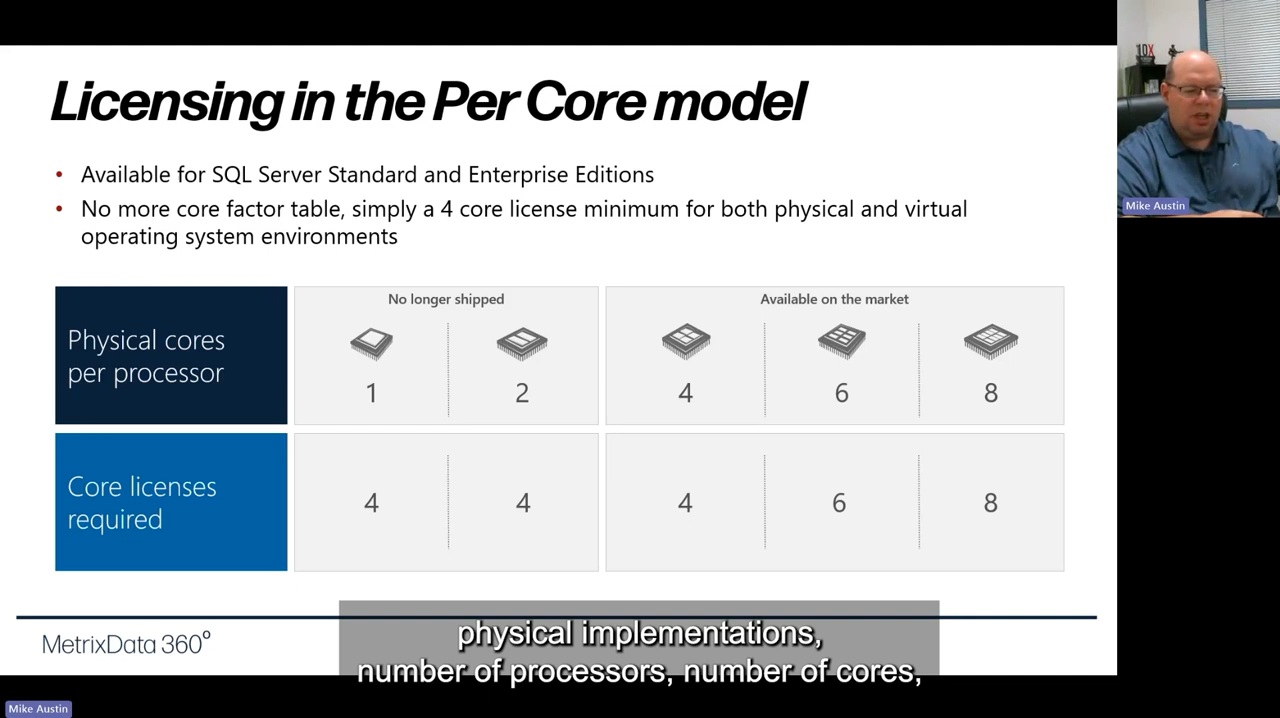 Licensing in the Per Core model
• Available for SQL Server Standard and Enterprise Editions
• No more core factor table, simply a 4 core license minimum for both physical and virtual
operating system environments
No longer shipped
Available on the market
Physical cores
per processor
1
2
4
6
8
Core licenses
required
4
4
4
6
8
MetrixData 360°
physical implementations,
number of processors, number of cores,
10X
Mike Austin
Mike Austin